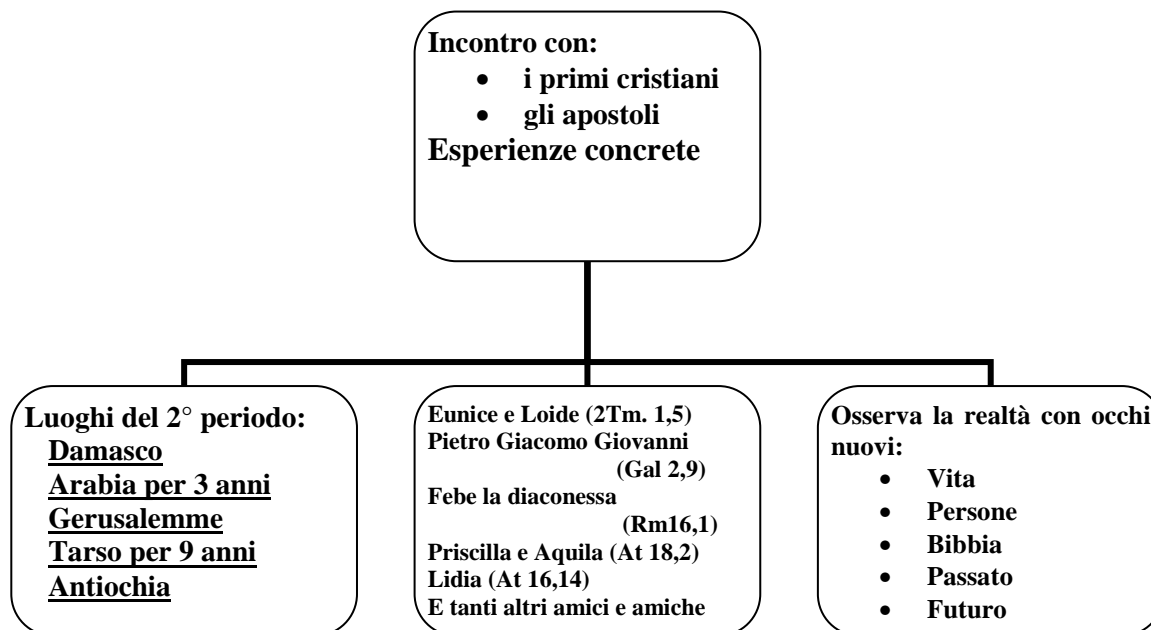 Incontro con:
• i primi cristiani
• gli apostoli
Esperienze concrete
Luoghi del 2° periodo:
Damasco
Arabia per 3 anni
Gerusalemme
Tarso per 9 anni
Antiochia
Eunice e Loide (2Tm. 1,5)
Pietro Giacomo Giovanni
(Gal 2,9)
Febe la diaconessa
(Rm16,1)
Priscilla e Aquila (At 18,2)
Lidia (At 16,14)
E tanti altri amici e amiche
Osserva la realtà con occhi
nuovi:
• Vita
• Persone
• Bibbia
• Passato
• Futuro